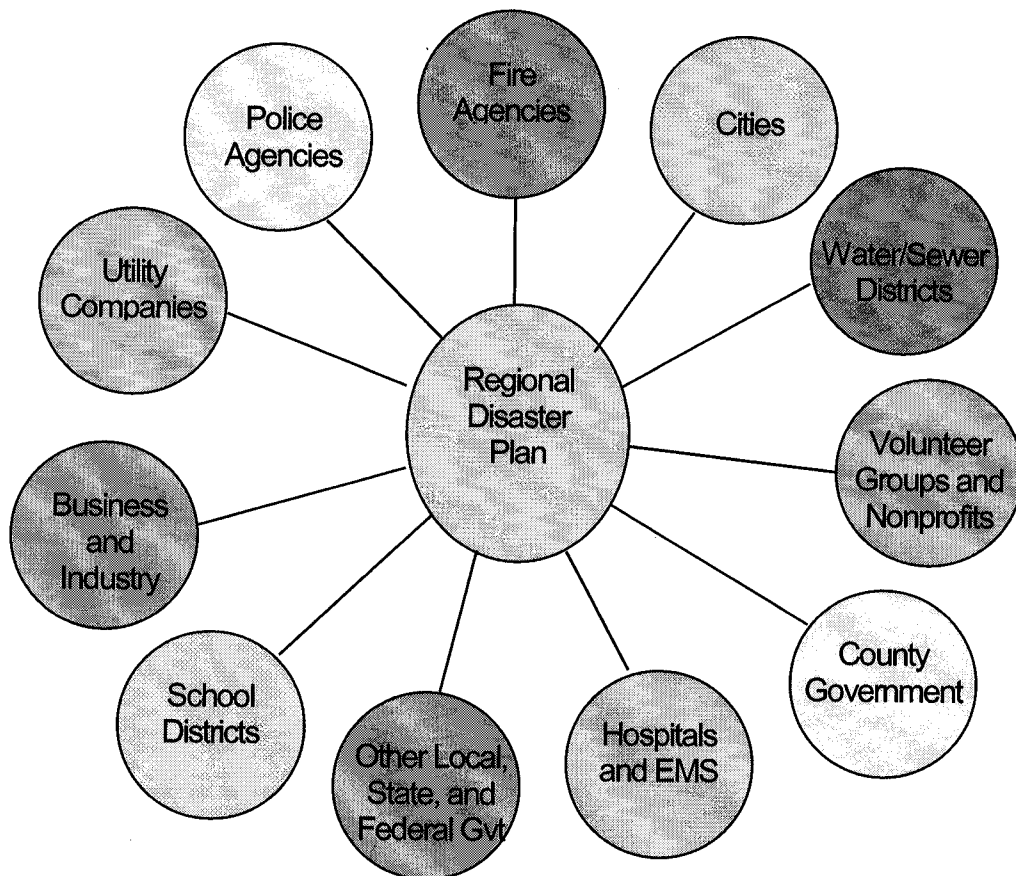 Fire
Agencies
Cities
Police
Agencies
Water/Sewer
Districts
Utility
Companies
Regional
Disaster
Plan
Volunteer
Groups and
Nonprofits
Business
and
Industry
County
Government
School
Districts
Hospitals
and EMS
Other Local,
State, and
Federal Gvt